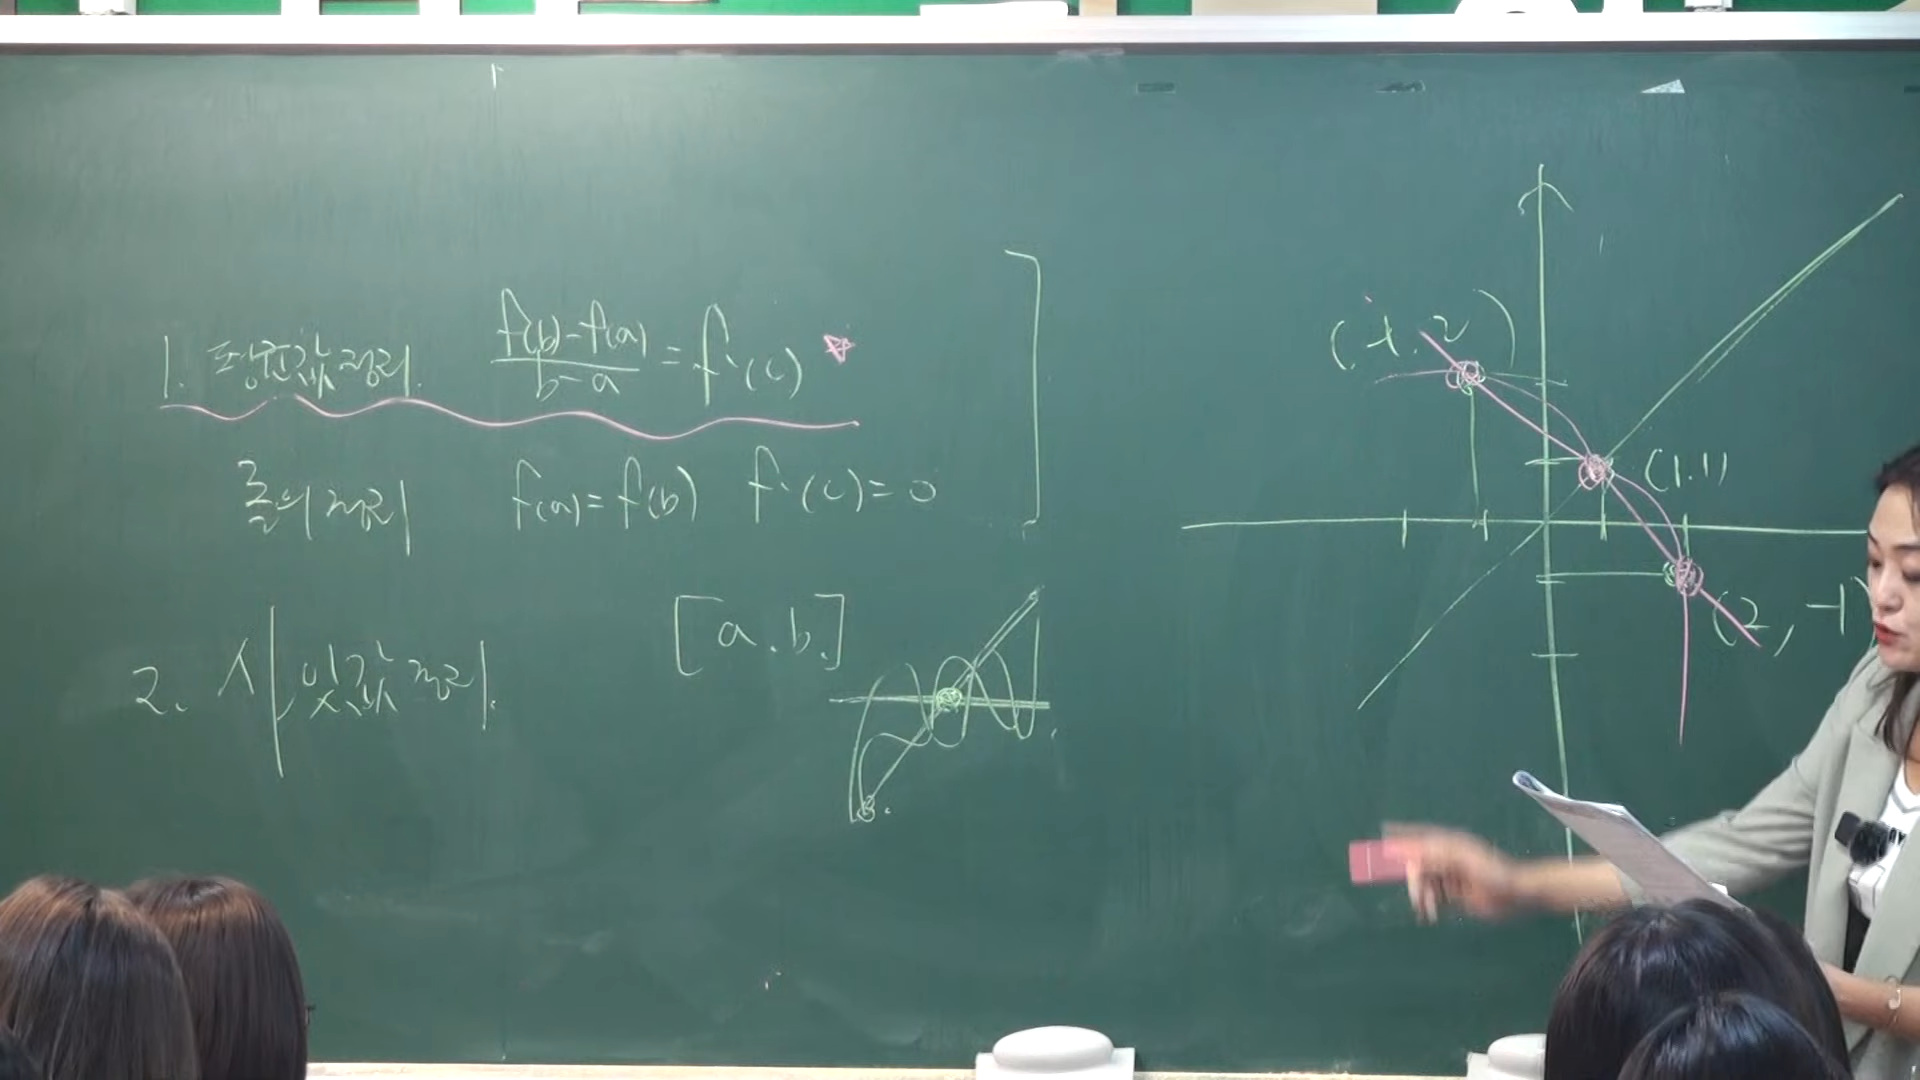 1. 평균값 정리. f(b)-f(a) / b-a = f'(c) ☆
롤의 정리 f(a)=f(b) f'(c)=0
2. 사잇값 정리. [a.b.]
(-1. 2)
(1.1)
(2, -1)